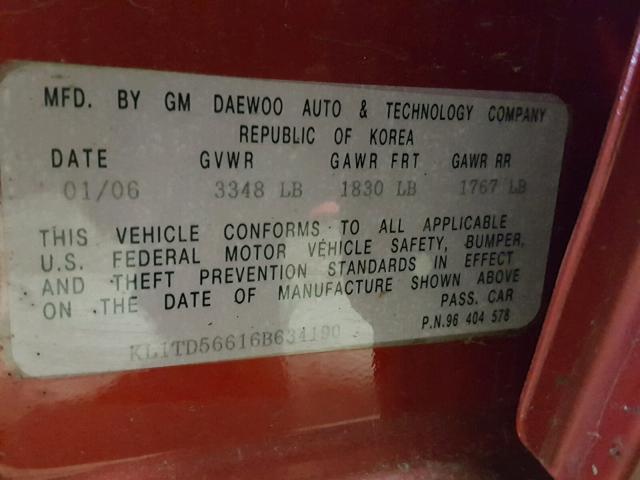 MFD. BY GM DAEWOO AUTO & TECHNOLOGY COMPANY
REPUBLIC OF KOREA
DATE GVWR GAWR FRT GAWR RR
01/06 3348 LB 1830 LB 1767 LB
THIS VEHICLE CONFORMS TO ALL APPLICABLE
U.S. FEDERAL MOTOR VEHICLE SAFETY, BUMPER,
AND THEFT PREVENTION STANDARDS IN EFFECT
ON THE DATE OF MANUFACTURE SHOWN ABOVE
PASS. CAR
KL1TD56616B634190 P.N.96 404 578